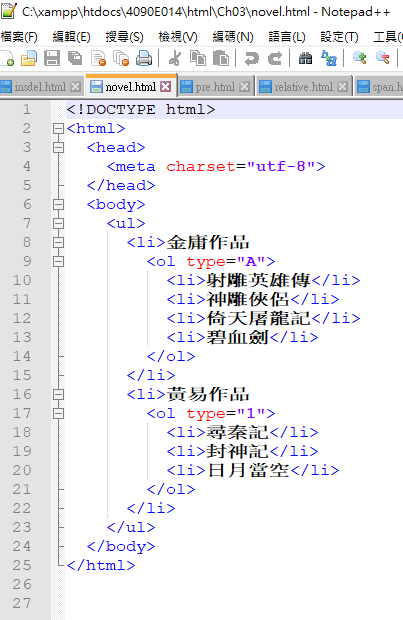 C:\xampp\htdocs\4090E014\html\Ch03\novel.html - Notepad++
檔案(F) 編輯(E) 搜尋(S) 檢視(V) 編碼(N) 語言(L) 設定(T) 工具(
insdel.html novel.html pre.html relative.html span.h
1 <!DOCTYPE html>
2 <html>
3 <head>
4 <meta charset="utf-8">
5 </head>
6 <body>
7 <ul>
8 <li>金庸作品
9 <ol type="A">
10 <li>射雕英雄傳</li>
11 <li>神雕俠侶</li>
12 <li>倚天屠龍記</li>
13 <li>碧血劍</li>
14 </ol>
15 </li>
16 <li>黃易作品
17 <ol type="1">
18 <li>尋秦記</li>
19 <li>封神記</li>
20 <li>日月當空</li>
21 </ol>
22 </li>
23 </ul>
24 </body>
25 </html>
26
27